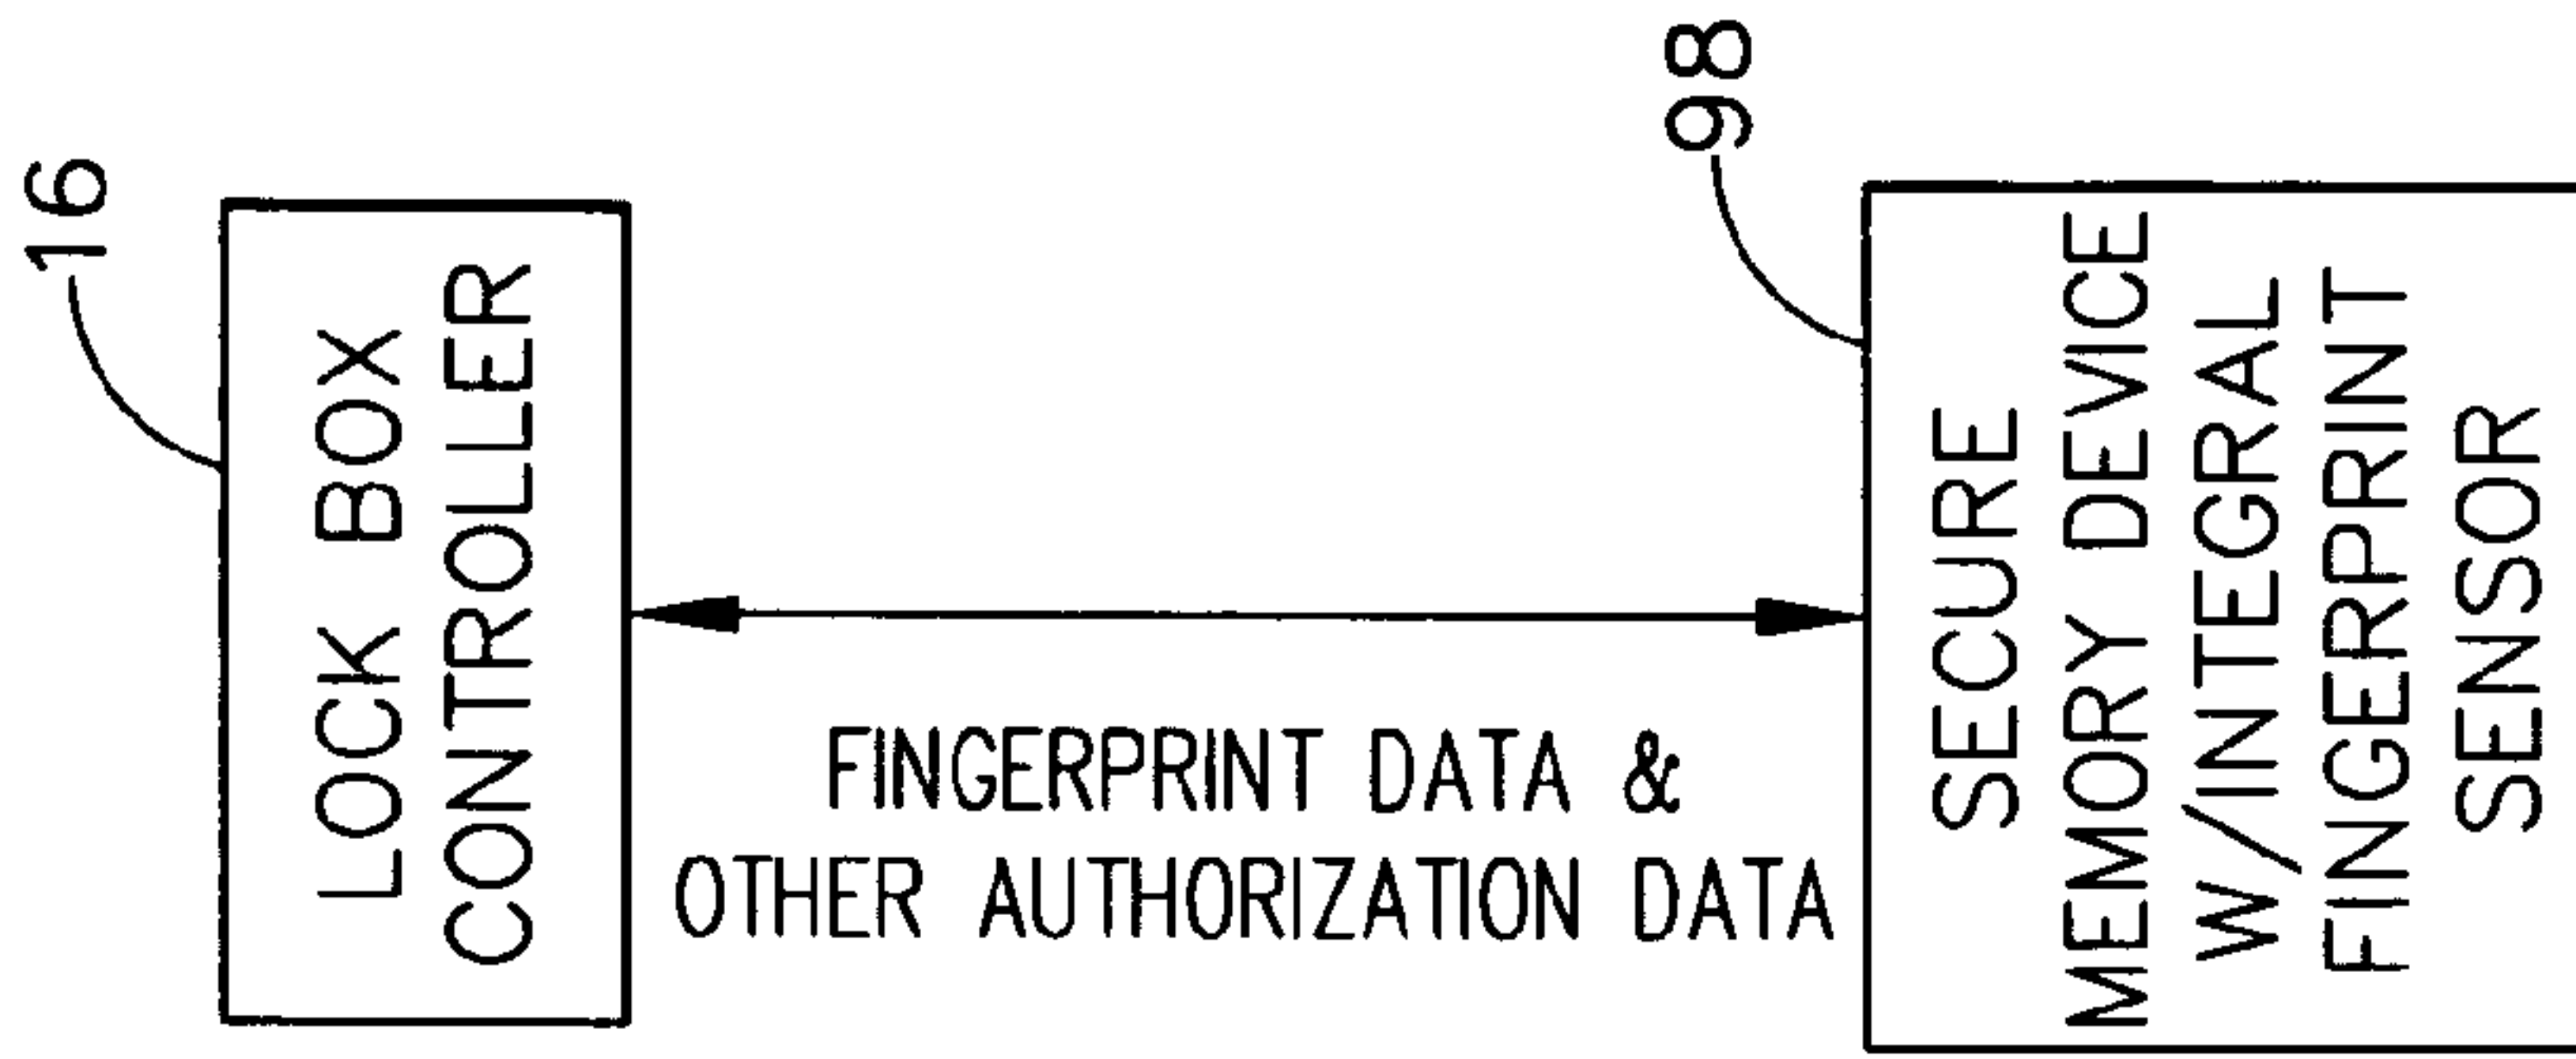 16
LOCK BOX
CONTROLLER
FINGERPRINT DATA &
OTHER AUTHORIZATION DATA
98
SECURE
MEMORY DEVICE
W/INTEGRAL
FINGERPRINT
SENSOR